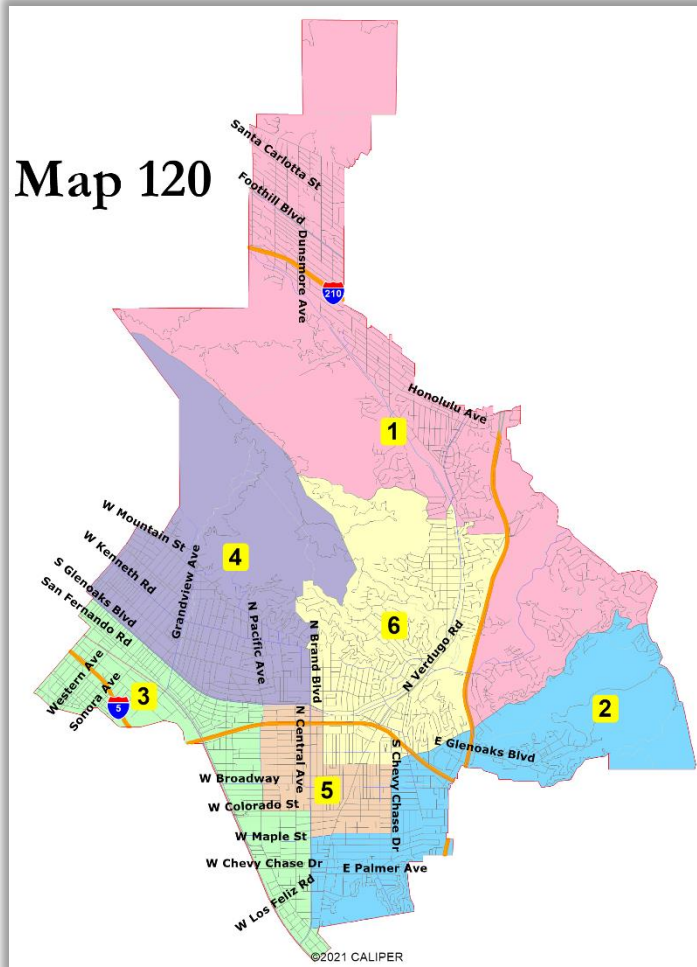 Map 120
Santa Carlotta St
Foothill Blvd
Dunsmore Ave
210
Honolulu Ave
1
W Mountain St
W Kenneth Rd
S Glenoaks Blvd
San Fernando Rd
Grandview Ave
4
N Pacific Ave
N Brand Blvd
6
N Verdugo Rd
Western Ave
Sonora Ave
3
5
2
E Glenoaks Blvd
N Central Ave
S Chevy Chase Dr
W Broadway
5
W Colorado St
W Maple St
W Chevy Chase Dr
E Palmer Ave
W Los Feliz Rd
©2021 CALIPER